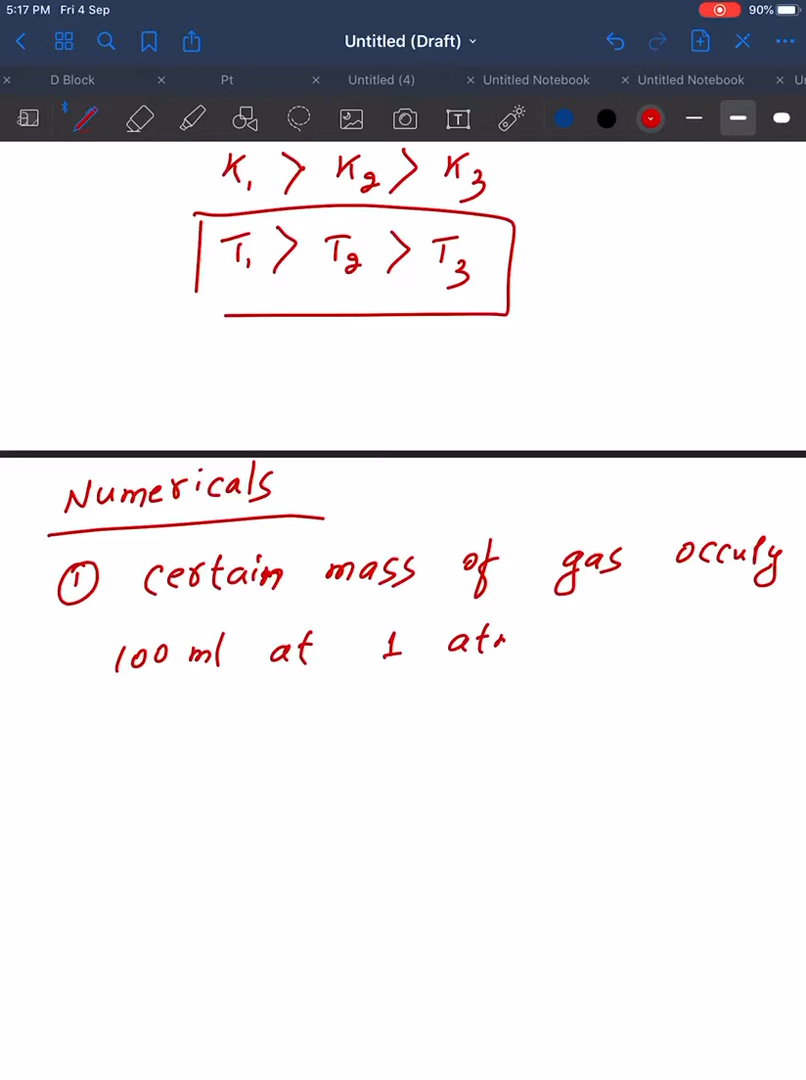 5:17 PM Fri 4 Sep 90%
Untitled (Draft)
D Block Pt Untitled (4) Untitled Notebook Untitled Notebook
K₁ > K₂ > K₃
T₁ > T₂ > T₃
Numericals
① certain mass of gas occupy
100 ml at 1 at